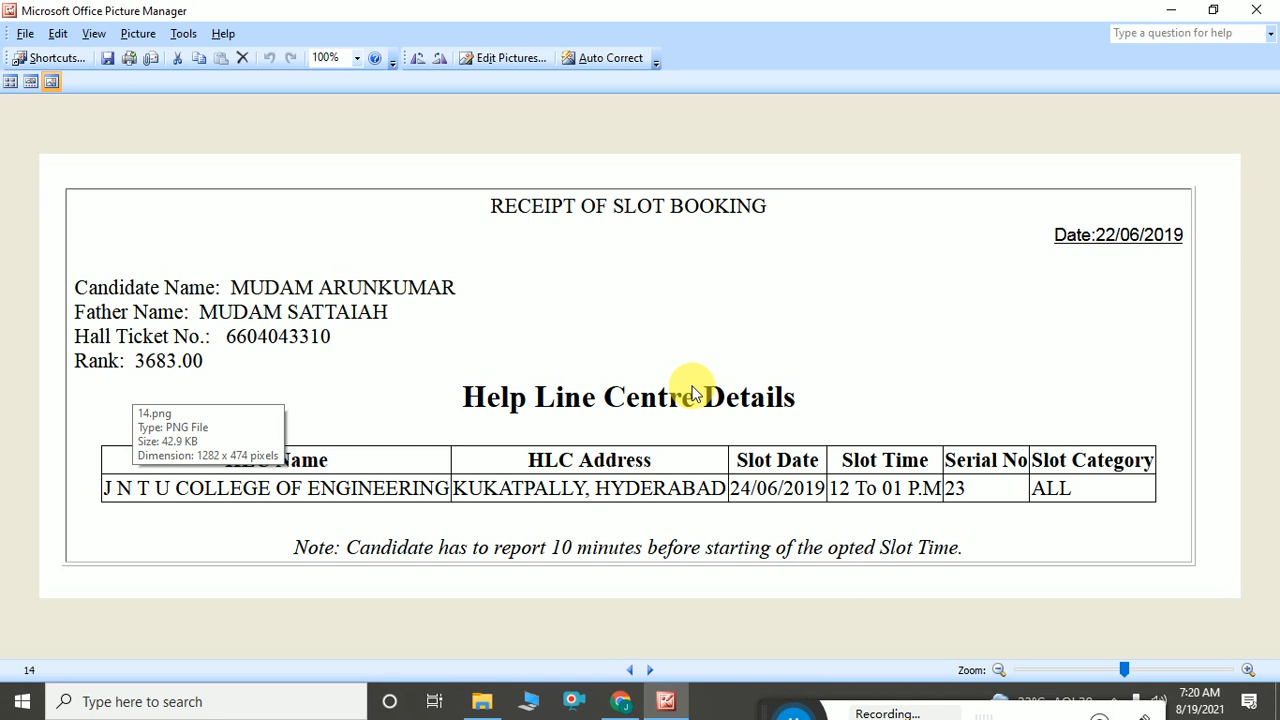 Microsoft Office Picture Manager
File Edit View Picture Tools Help
Type a question for help
Shortcuts... 100% Edit Pictures... Auto Correct
RECEIPT OF SLOT BOOKING
Date:22/06/2019
Candidate Name: MUDAM ARUNKUMAR
Father Name: MUDAM SATTAIAH
Hall Ticket No.: 6604043310
Rank: 3683.00
Help Line Centre Details
14.png
Type: PNG File
Size: 42.9 KB
Dimension: 1282 x 474 pixels
Name HLC Address Slot Date Slot Time Serial No Slot Category
J N T U COLLEGE OF ENGINEERING KUKATPALLY, HYDERABAD 24/06/2019 12 To 01 P.M 23 ALL
Note: Candidate has to report 10 minutes before starting of the opted Slot Time.
14
Zoom:
Type here to search
Recording...
7:20 AM
8/19/2021